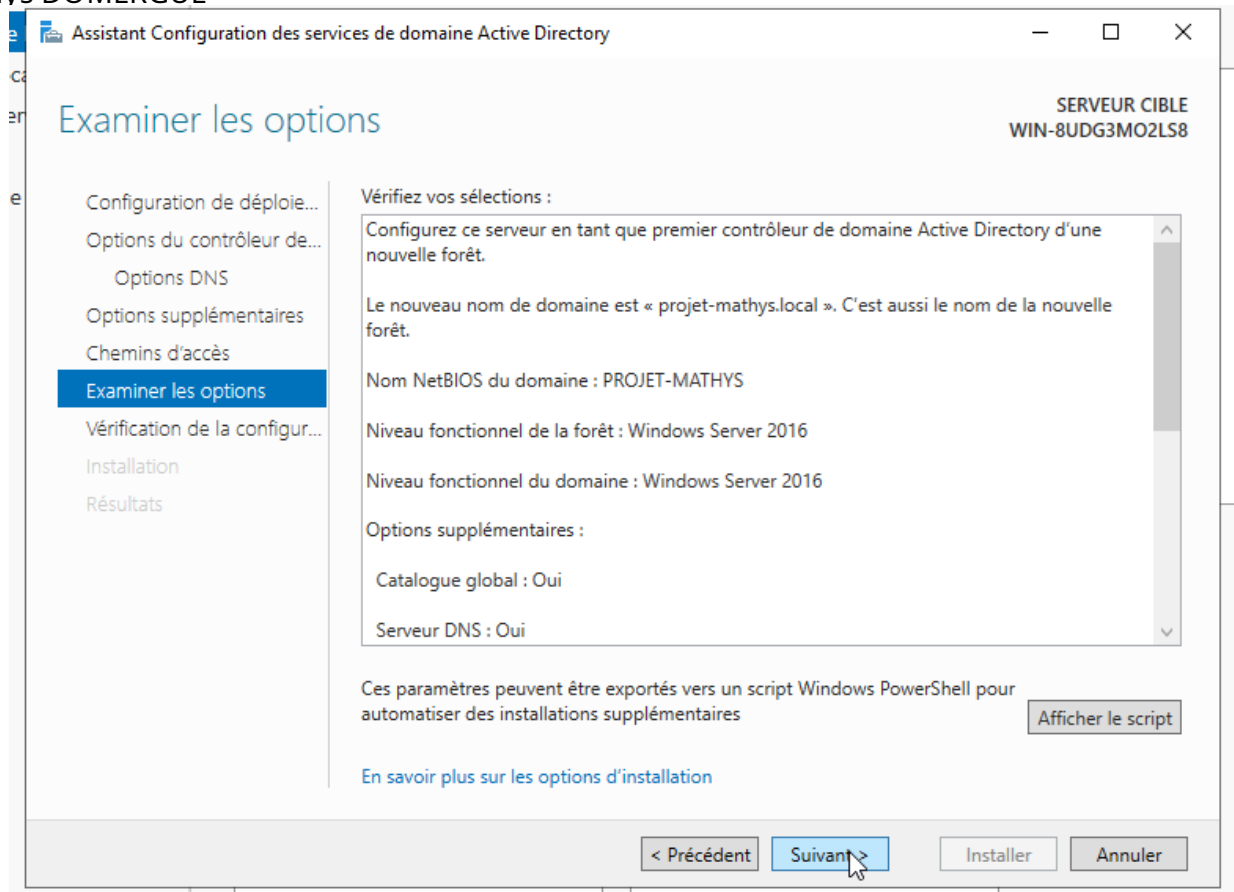 DOMERGUE
Assistant Configuration des services de domaine Active Directory
Examiner les options
SERVEUR CIBLE
WIN-8UDG3MO2LS8
Configuration de déploie...
Options du contrôleur de...
Options DNS
Options supplémentaires
Chemins d'accès
Examiner les options
Vérification de la configur...
Installation
Résultats
Vérifiez vos sélections :
Configurez ce serveur en tant que premier contrôleur de domaine Active Directory d'une
nouvelle forêt.
Le nouveau nom de domaine est « projet-mathys.local ». C'est aussi le nom de la nouvelle
forêt.
Nom NetBIOS du domaine : PROJET-MATHYS
Niveau fonctionnel de la forêt : Windows Server 2016
Niveau fonctionnel du domaine : Windows Server 2016
Options supplémentaires :
Catalogue global : Oui
Serveur DNS : Oui
Ces paramètres peuvent être exportés vers un script Windows PowerShell pour
automatiser des installations supplémentaires
Afficher le script
En savoir plus sur les options d'installation
< Précédent
Suivant >
Installer
Annuler